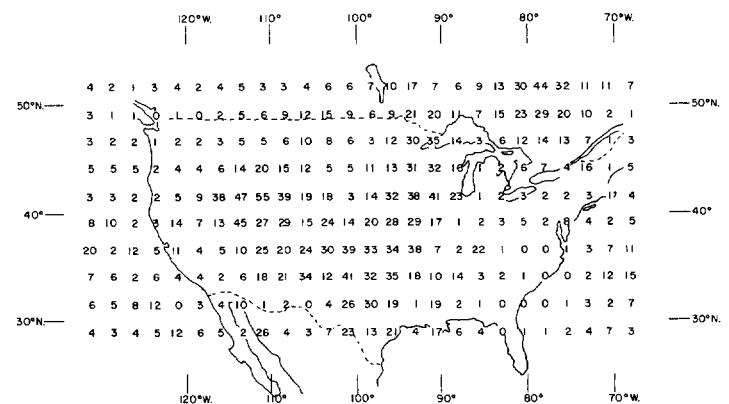 120°W. 110° 100° 90° 80° 70°W.
4 2 1 3 4 2 4 5 3 3 4 6 6 7 10 17 7 6 9 13 30 44 32 11 11 7
50°N. 50°N.
3 1 1 0 1 0 2 5 6 9 12 15 9 6 9 21 20 11 7 15 23 29 20 10 2 1
3 2 2 1 2 2 3 5 5 6 10 8 6 3 12 30 35 14 3 6 12 14 13 7 1 3
5 5 5 2 4 4 6 14 20 15 12 5 5 11 13 31 32 16 1 2 6 7 4 16 1 5
3 3 2 2 5 9 38 47 55 39 19 18 3 14 32 38 41 23 1 2 3 2 2 3 17 4
40° 40°
8 10 2 3 14 7 13 45 27 29 15 24 14 20 28 29 17 1 2 3 5 2 8 4 2 5
20 2 12 5 11 4 5 10 25 20 24 30 39 33 34 38 7 2 22 1 0 0 1 3 7 11
7 6 2 6 4 4 2 6 18 21 34 12 41 32 35 18 10 14 3 2 1 0 0 2 12 15
6 5 8 12 0 3 4 10 1 2 0 4 26 30 19 1 19 2 1 0 0 0 1 3 2 7
30°N. 30°N.
4 3 4 5 12 6 5 2 26 4 3 7 23 13 21 4 17 6 4 0 1 1 2 4 7 3
120°W. 110° 100° 90° 80° 70°W.